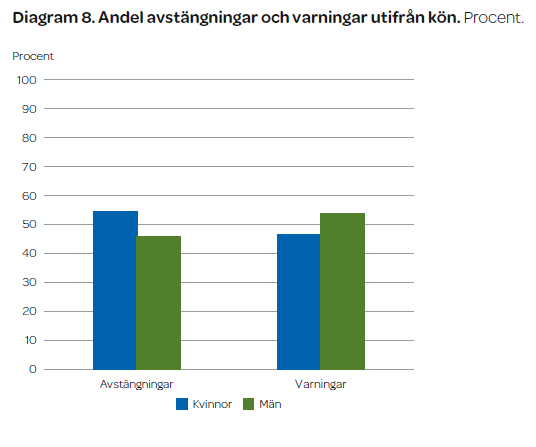 Diagram 8. Andel avstängningar och varningar utifrån kön. Procent.
Procent
100
90
80
70
60
50
40
30
20
10
0
Avstängningar Varningar
Kvinnor Män